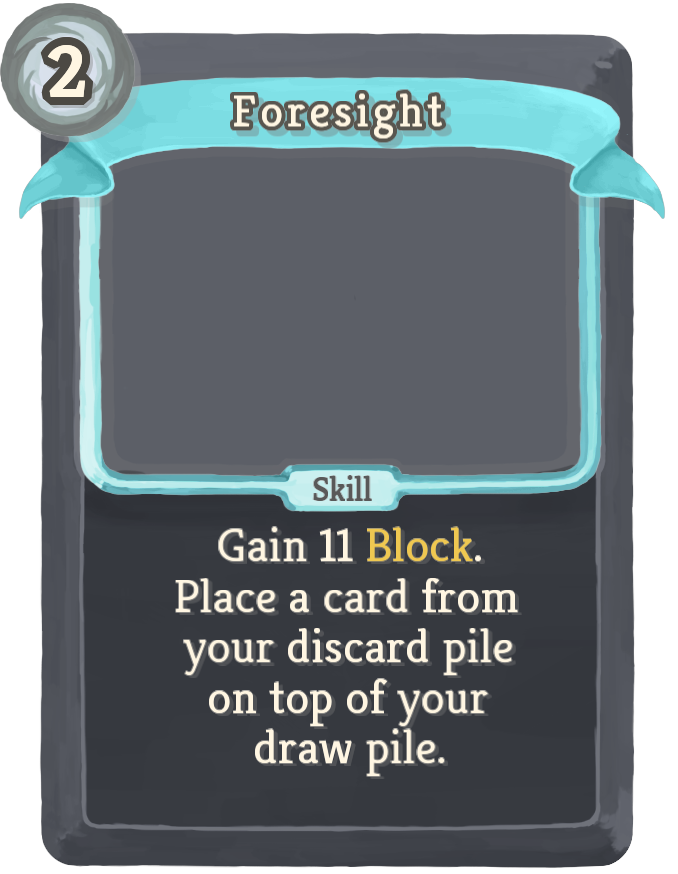 2
Foresight
Skill
Gain 11 Block.
Place a card from
your discard pile
on top of your
draw pile.